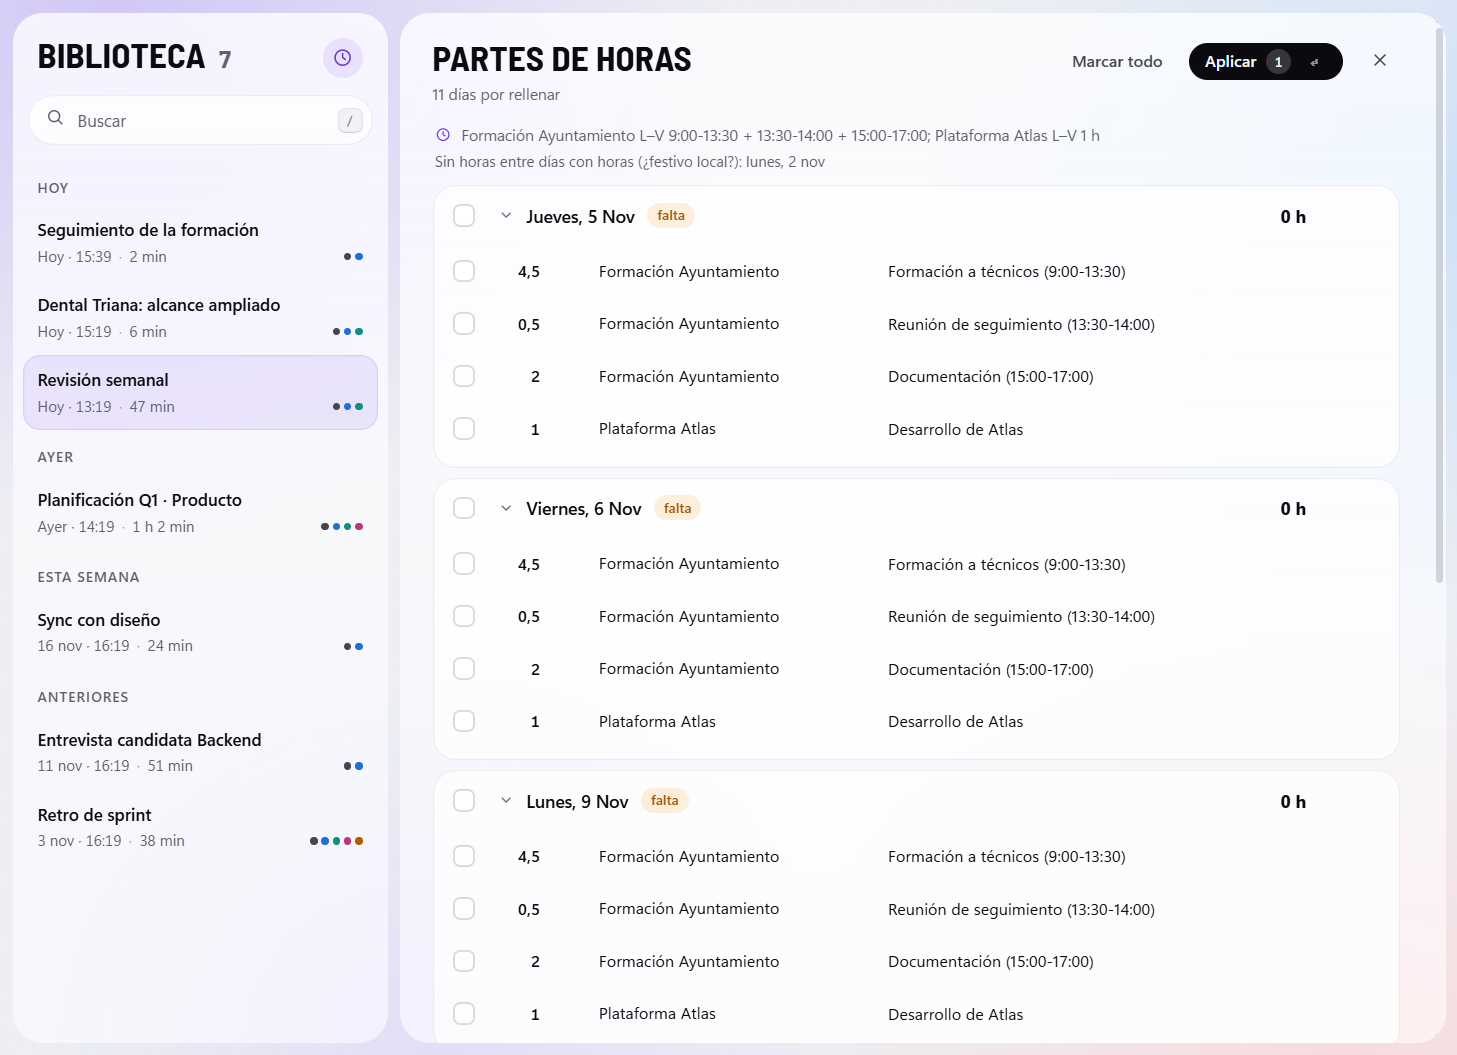 BIBLIOTECA 7
Buscar /
HOY
Seguimiento de la formación
Hoy · 15:39 · 2 min
Dental Triana: alcance ampliado
Hoy · 15:19 · 6 min
Revisión semanal
Hoy · 13:19 · 47 min
AYER
Planificación Q1 · Producto
Ayer · 14:19 · 1 h 2 min
ESTA SEMANA
Sync con diseño
16 nov · 16:19 · 24 min
ANTERIORES
Entrevista candidata Backend
11 nov · 16:19 · 51 min
Retro de sprint
3 nov · 16:19 · 38 min
PARTES DE HORAS
11 días por rellenar
Marcar todo
Aplicar 1
Formación Ayuntamiento L–V 9:00-13:30 + 13:30-14:00 + 15:00-17:00; Plataforma Atlas L–V 1 h
Sin horas entre días con horas (¿festivo local?): lunes, 2 nov
Jueves, 5 Nov falta 0 h
4,5 Formación Ayuntamiento Formación a técnicos (9:00-13:30)
0,5 Formación Ayuntamiento Reunión de seguimiento (13:30-14:00)
2 Formación Ayuntamiento Documentación (15:00-17:00)
1 Plataforma Atlas Desarrollo de Atlas
Viernes, 6 Nov falta 0 h
4,5 Formación Ayuntamiento Formación a técnicos (9:00-13:30)
0,5 Formación Ayuntamiento Reunión de seguimiento (13:30-14:00)
2 Formación Ayuntamiento Documentación (15:00-17:00)
1 Plataforma Atlas Desarrollo de Atlas
Lunes, 9 Nov falta 0 h
4,5 Formación Ayuntamiento Formación a técnicos (9:00-13:30)
0,5 Formación Ayuntamiento Reunión de seguimiento (13:30-14:00)
2 Formación Ayuntamiento Documentación (15:00-17:00)
1 Plataforma Atlas Desarrollo de Atlas